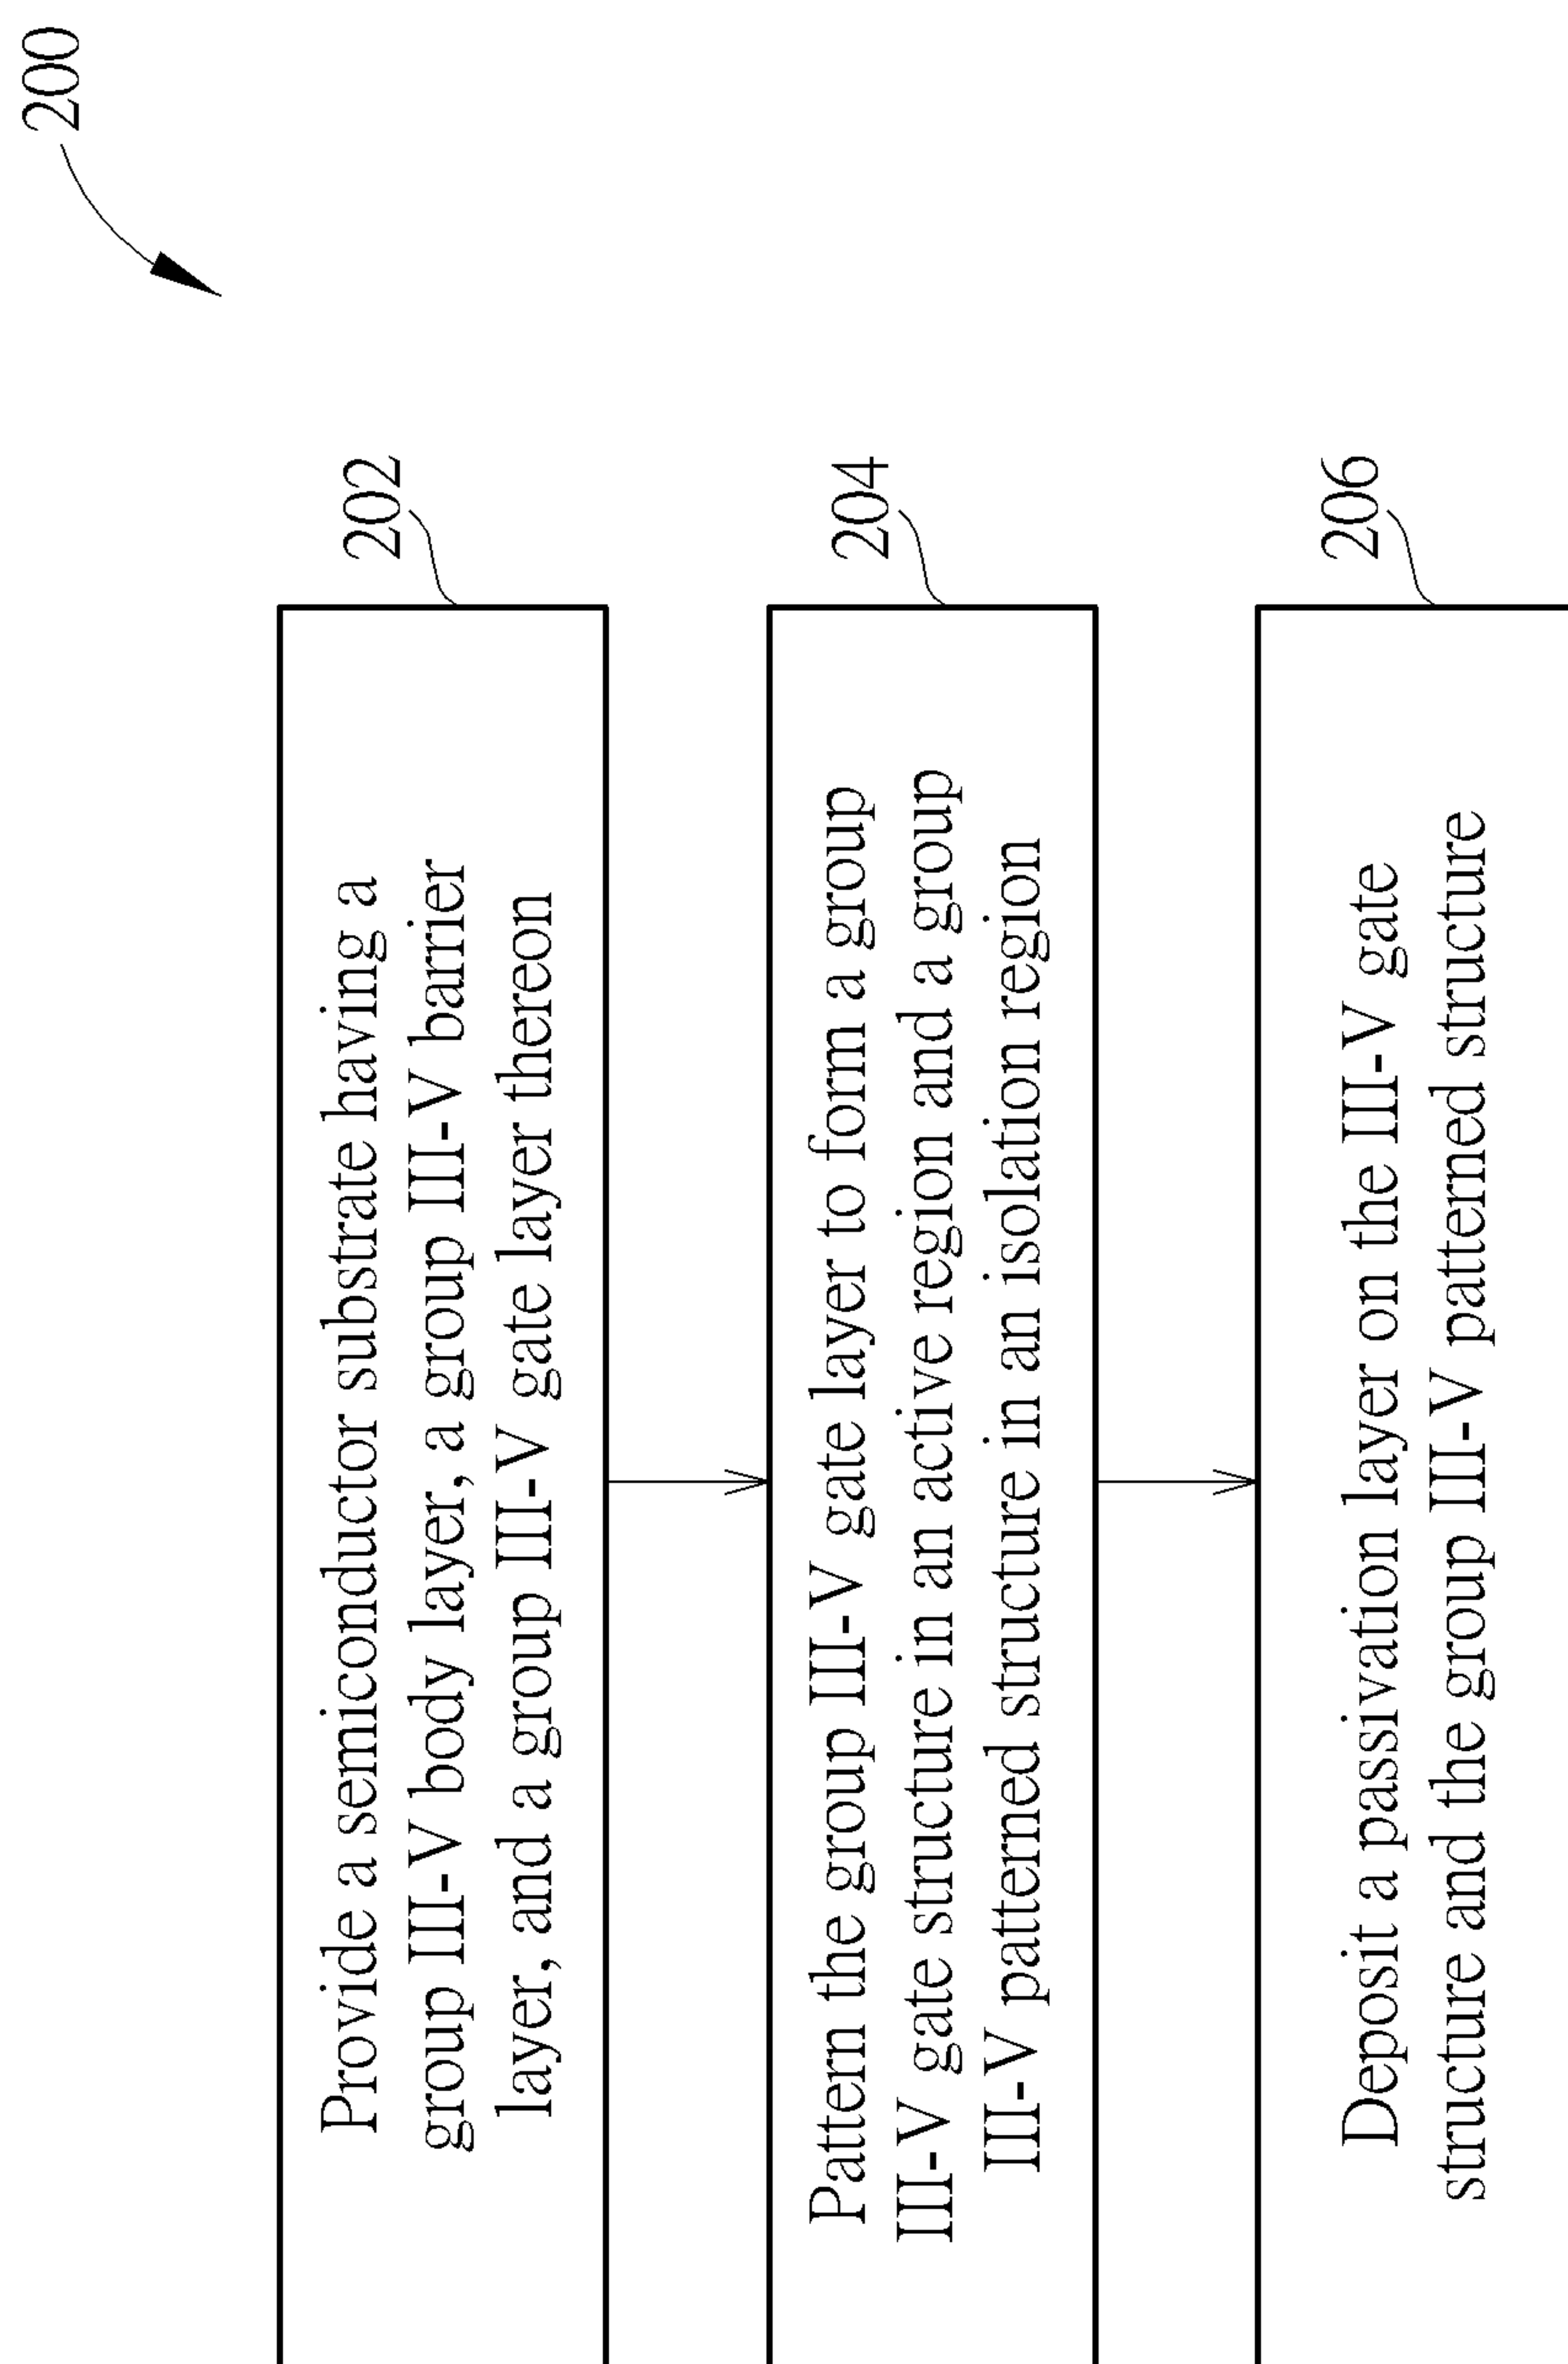 200
202
Provide a semiconductor substrate having a
group III-V body layer, a group III-V barrier
layer, and a group III-V gate layer thereon
204
Pattern the group III-V gate layer to form a group
III-V gate structure in an active region and a group
III-V patterned structure in an isolation region
206
Deposit a passivation layer on the III-V gate
structure and the group III-V patterned structure